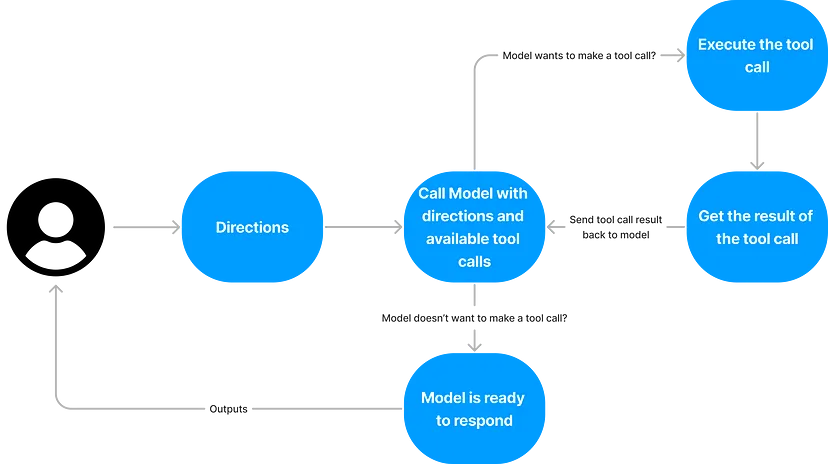 Model wants to make a tool call?
Execute the tool
call
Directions
Call Model with
directions and
available tool
calls
Send tool call result
back to model
Get the result of
the tool call
Model doesn’t want to make a tool call?
Model is ready
to respond
Outputs